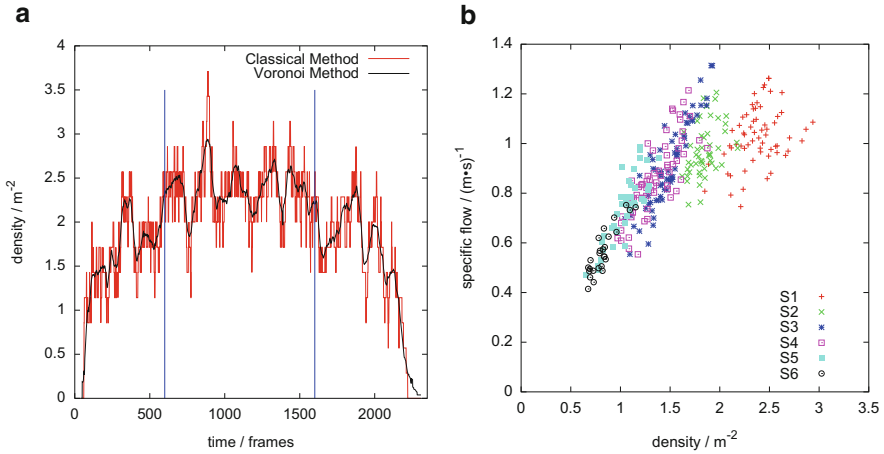 a
Classical Method
Voronoi Method
4
3.5
3
2.5
2
1.5
1
0.5
0
density / m-2
0 500 1000 1500 2000
time / frames
b
1.4
1.2
1
0.8
0.6
0.4
0.2
0
specific flow / (m•s)-1
S1
S2
S3
S4
S5
S6
0 0.5 1 1.5 2 2.5 3 3.5
density / m-2